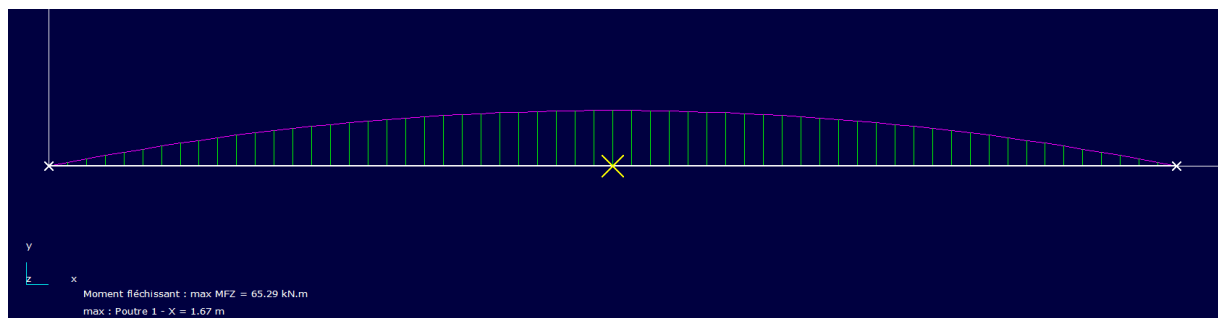 y
z x
Moment fléchissant : max MFZ = 65.29 kN.m
max : Poutre 1 - X = 1.67 m